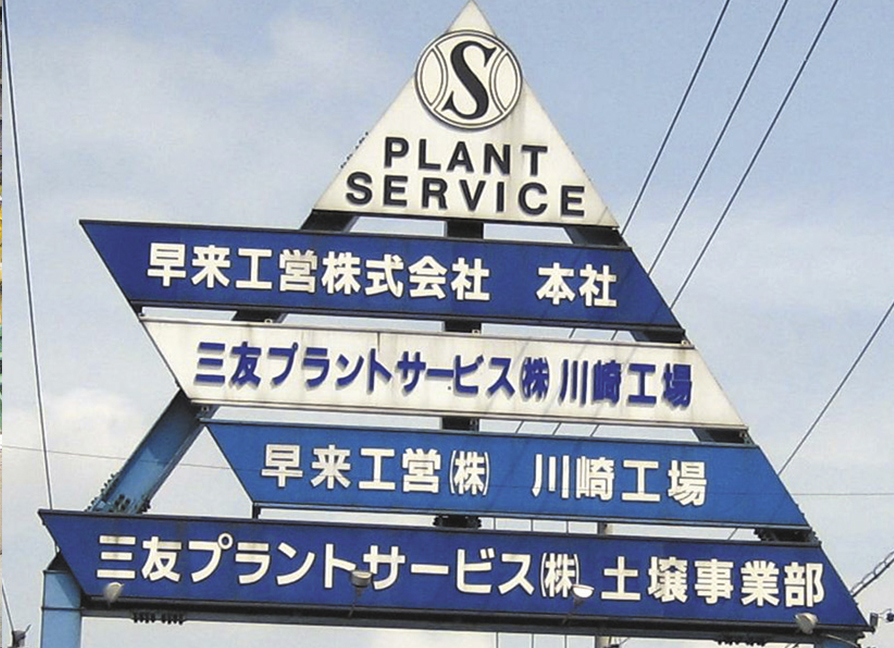 S
PLANT
SERVICE
早来工営株式会社 本社
三友プラントサービス㈱川崎工場
早来工営㈱ 川崎工場
三友プラントサービス㈱土壌事業部